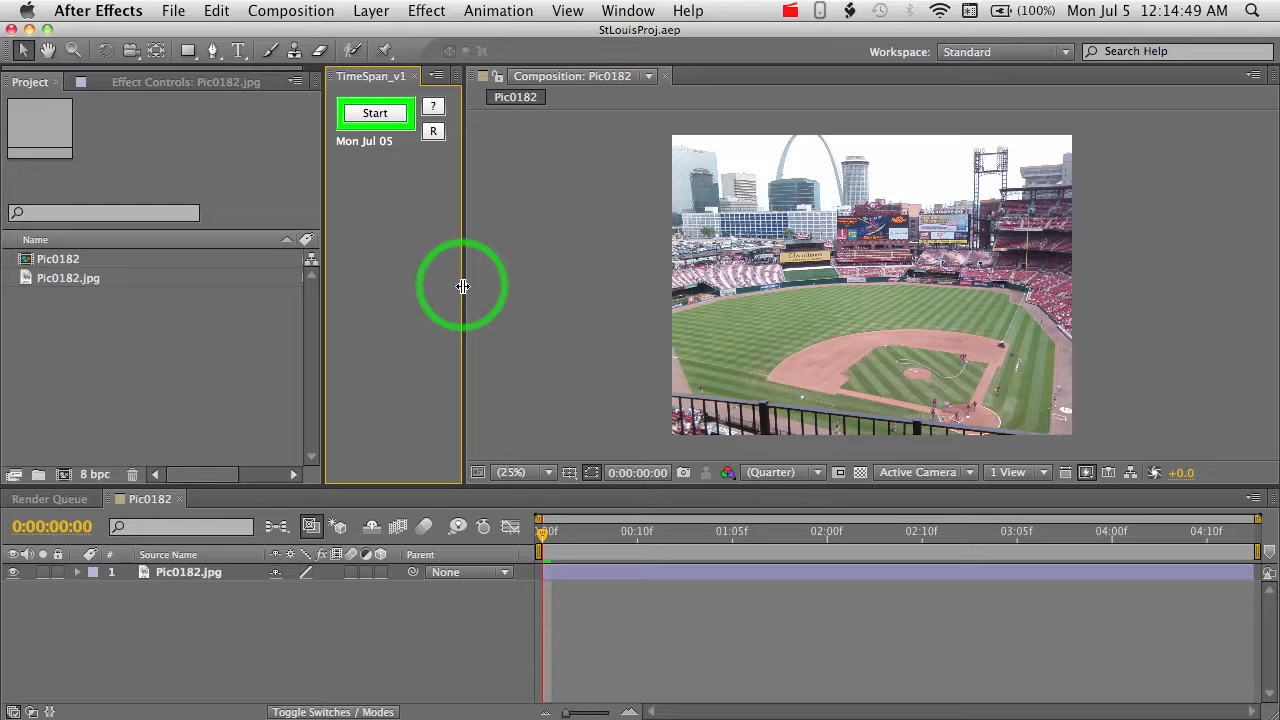 After Effects File Edit Composition Layer Effect Animation View Window Help (100%) Mon Jul 5 12:14:49 AM
StLouisProj.aep
T Workspace: Standard Search Help
Project Effect Controls: Pic0182.jpg TimeSpan_v1 Composition: Pic0182
Pic0182
Start ?
R
Mon Jul 05
Name
Pic0182
Pic0182.jpg
8 bpc (25%) 0:00:00:00 (Quarter) Active Camera 1 View +0.0
Render Queue Pic0182
0:00:00:00
:00f 00:10f 01:05f 02:00f 02:20f 03:05f 04:00f 04:10f
# Source Name fx Parent
1 Pic0182.jpg None
Toggle Switches / Modes